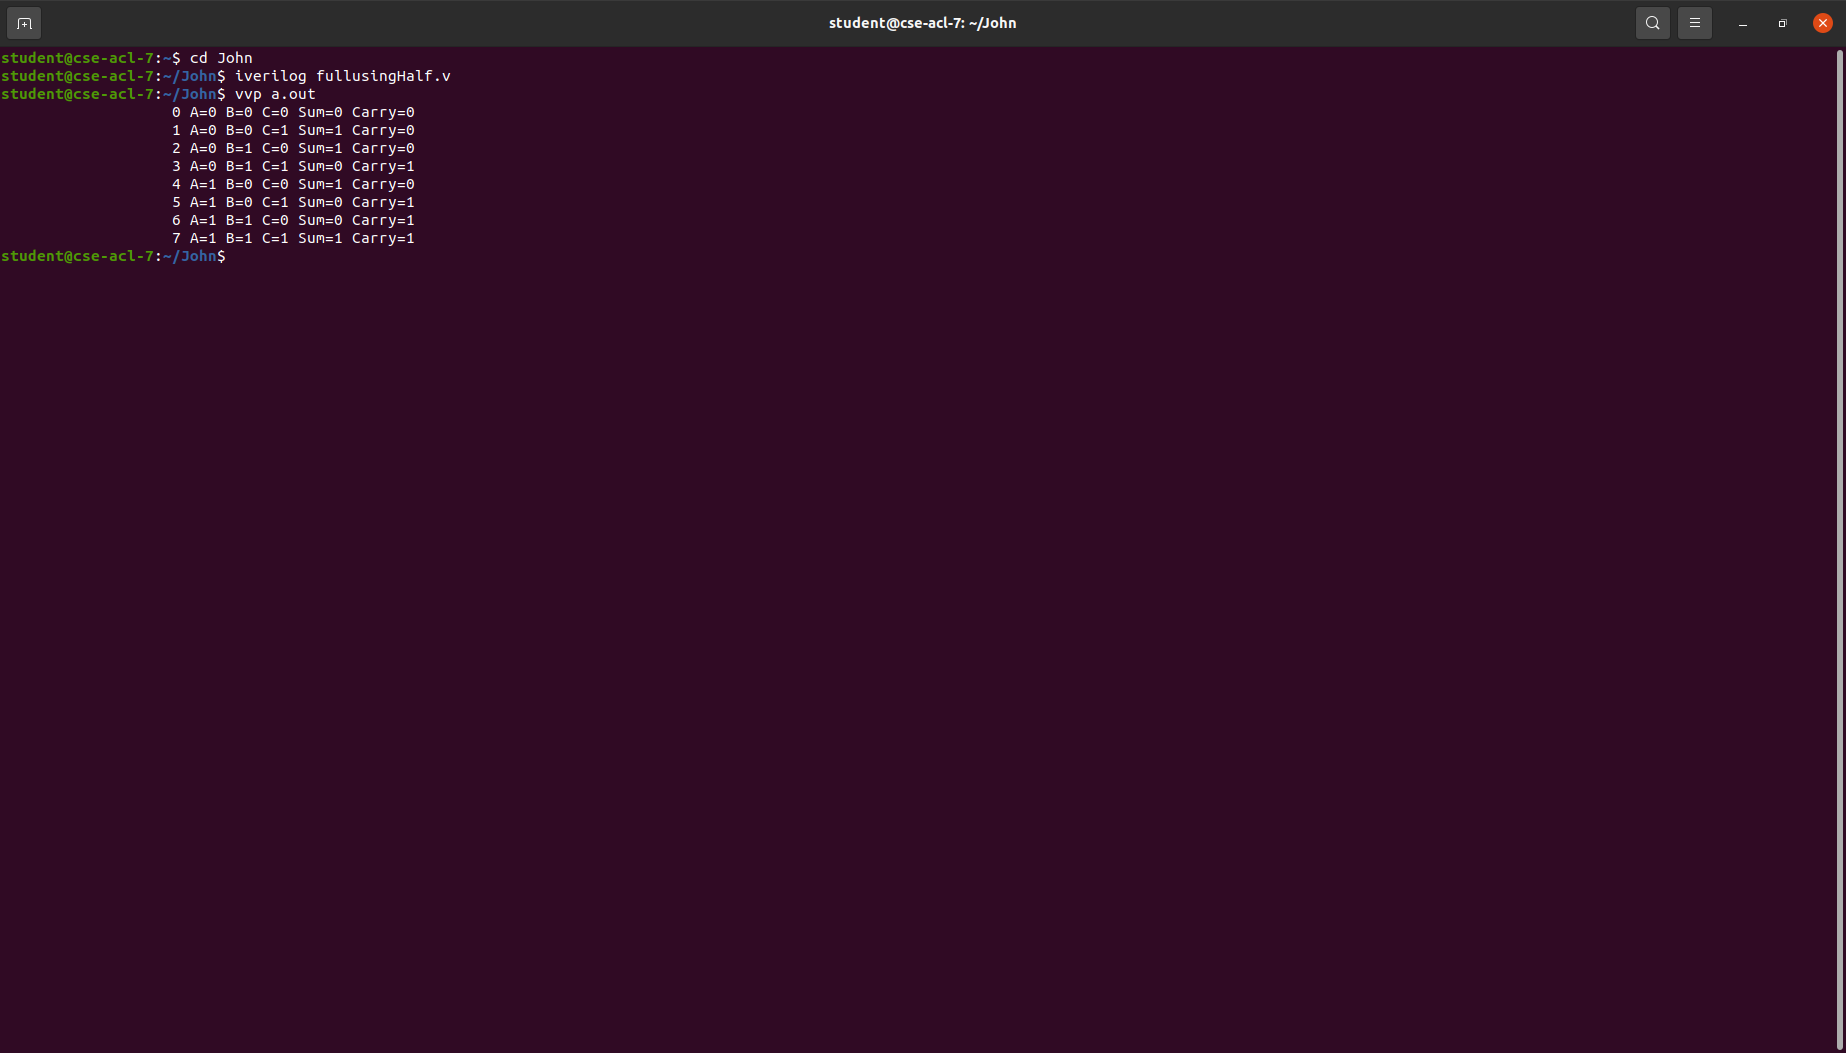 student@cse-acl-7: ~/John
student@cse-acl-7:~$ cd John
student@cse-acl-7:~/John$ iverilog fullusingHalf.v
student@cse-acl-7:~/John$ vvp a.out
0 A=0 B=0 C=0 Sum=0 Carry=0
1 A=0 B=0 C=1 Sum=1 Carry=0
2 A=0 B=1 C=0 Sum=1 Carry=0
3 A=0 B=1 C=1 Sum=0 Carry=1
4 A=1 B=0 C=0 Sum=1 Carry=0
5 A=1 B=0 C=1 Sum=0 Carry=1
6 A=1 B=1 C=0 Sum=0 Carry=1
7 A=1 B=1 C=1 Sum=1 Carry=1
student@cse-acl-7:~/John$